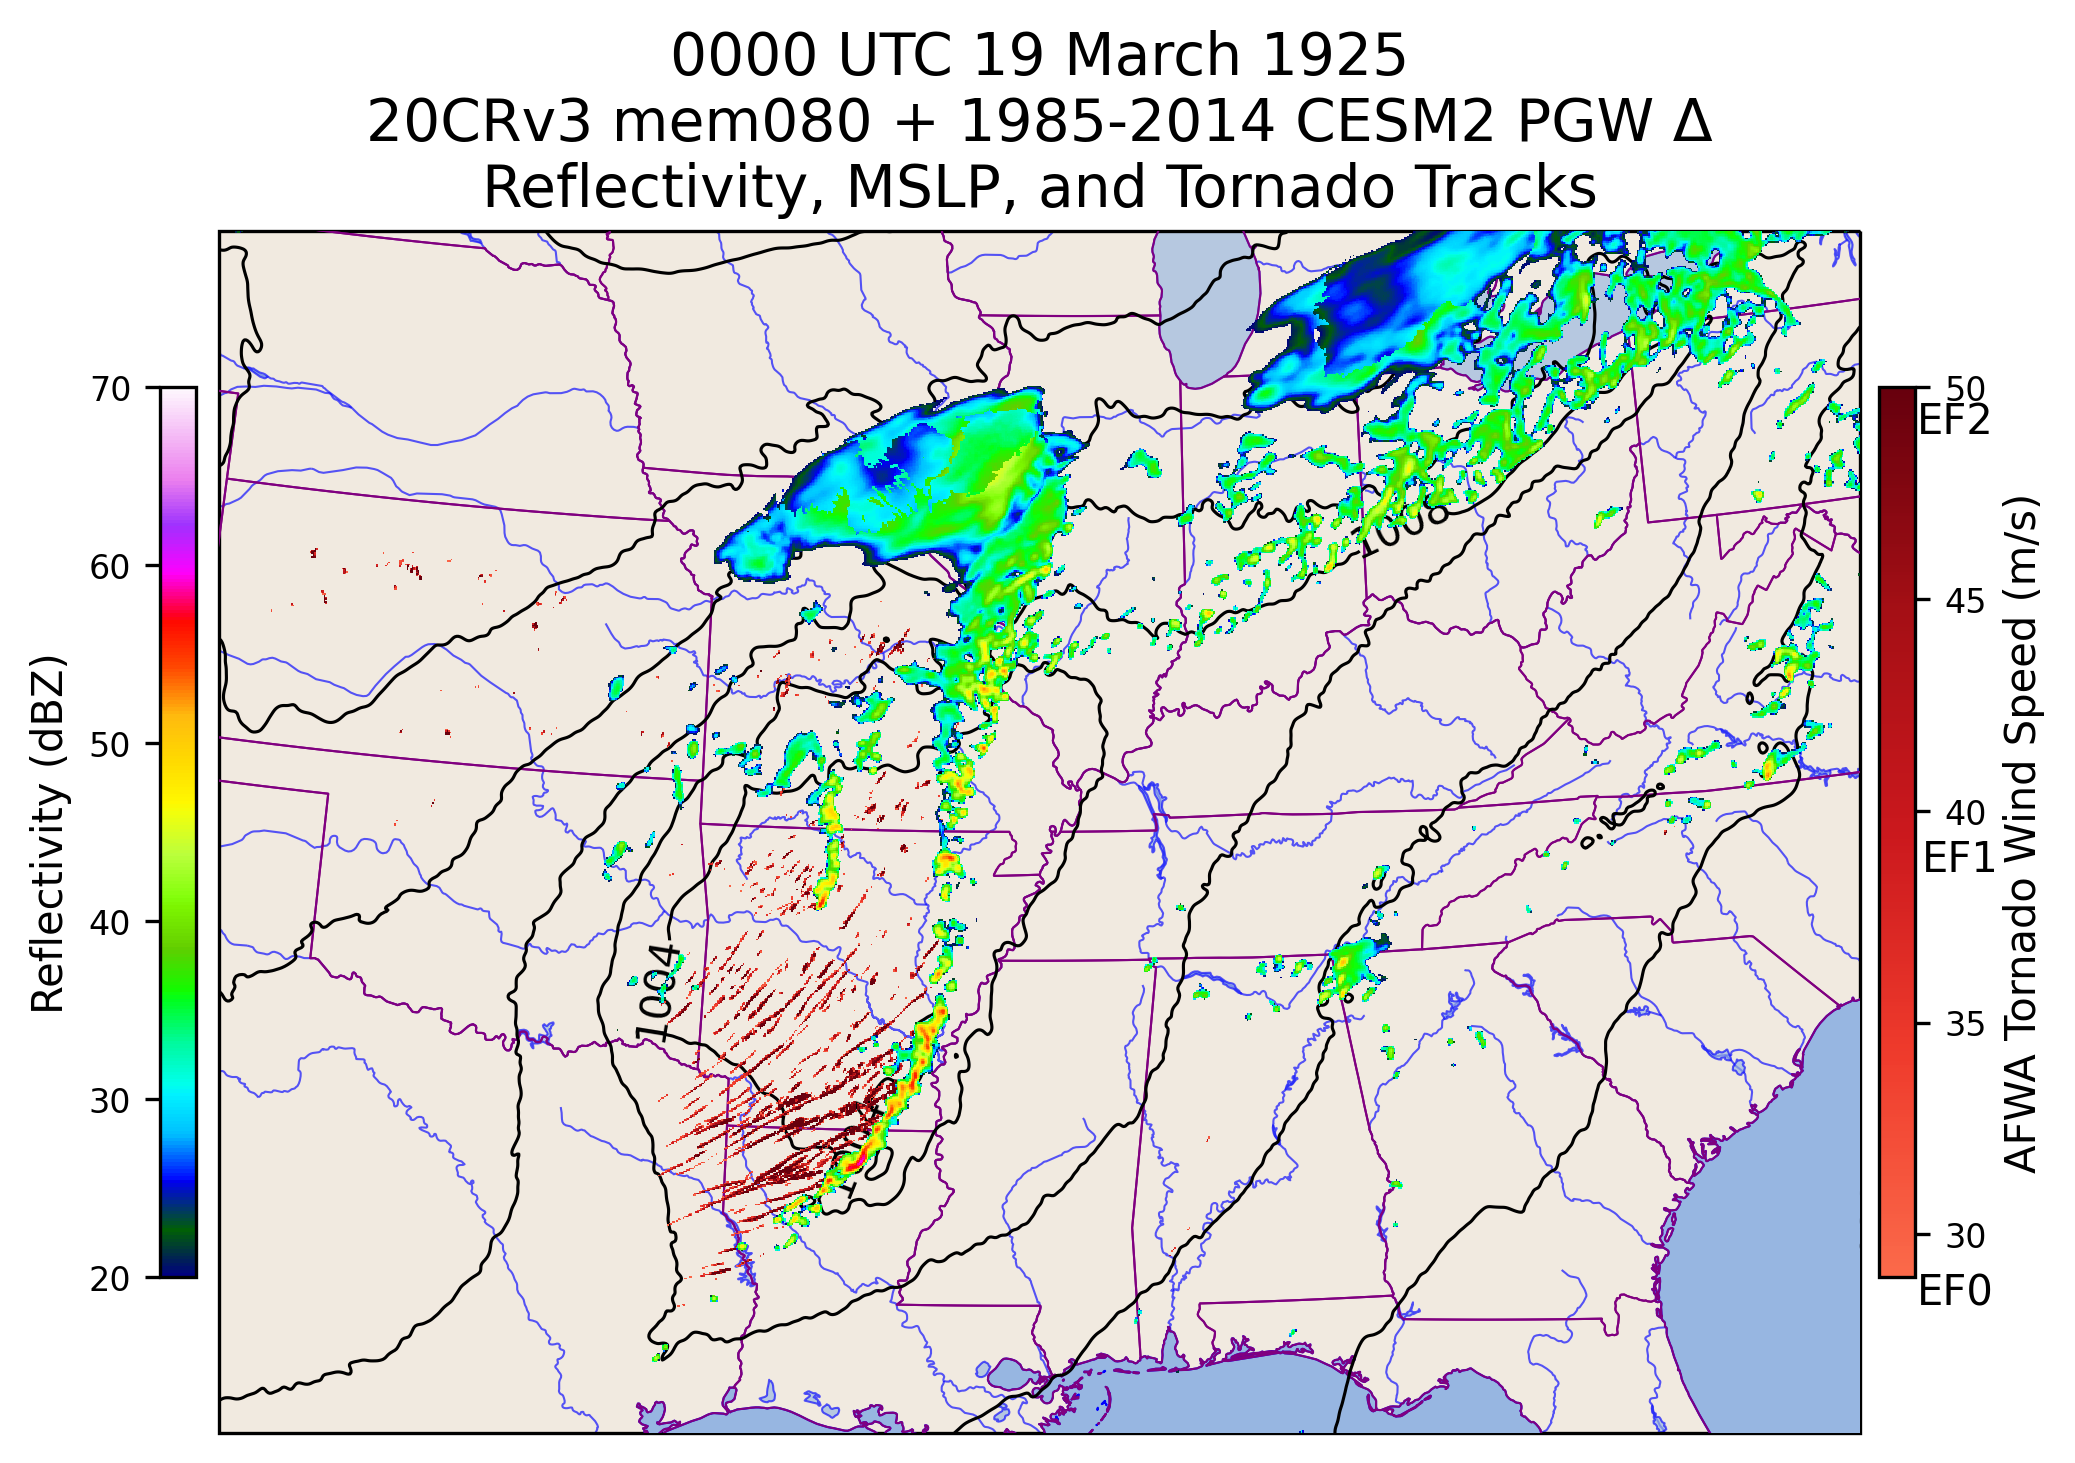 0000 UTC 19 March 1925
20CRv3 mem080 + 1985-2014 CESM2 PGW Δ
Reflectivity, MSLP, and Tornado Tracks
70
60
50
40
30
20
Reflectivity (dBZ)
1008
1004
50
EF2
45
40
EF1
35
30
EF0
AFWA Tornado Wind Speed (m/s)